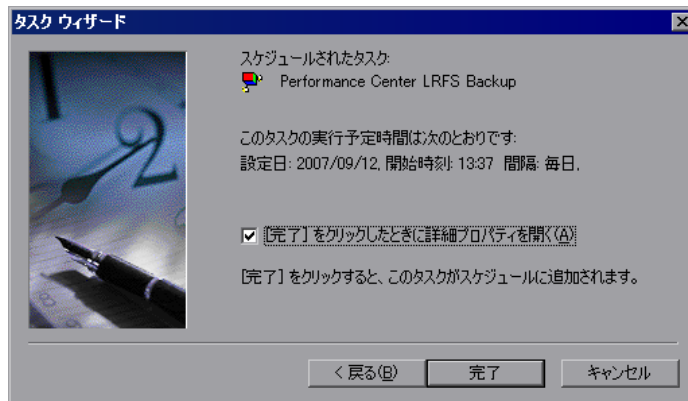 タスク ウィザード
スケジュールされたタスク:
Performance Center LRFS Backup
このタスクの実行予定時間は次のとおりです:
設定日: 2007/09/12, 開始時刻: 13:37 間隔: 毎日,
[完了] をクリックしたときに詳細プロパティを開く(A)
[完了] をクリックすると、このタスクがスケジュールに追加されます。
< 戻る(B) 完了 キャンセル